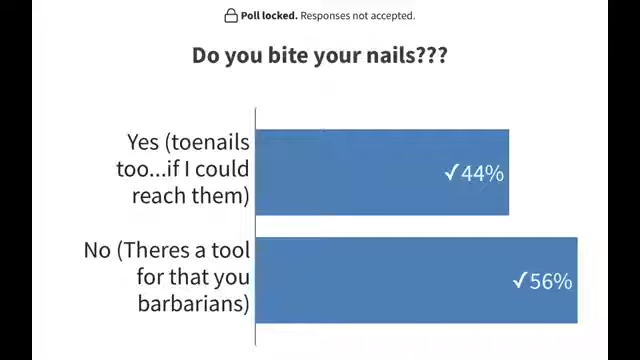 Poll locked. Responses not accepted.
Do you bite your nails???
Yes (toenails
too...if I could
reach them)
✓44%
No (Theres a tool
for that you
barbarians)
✓56%